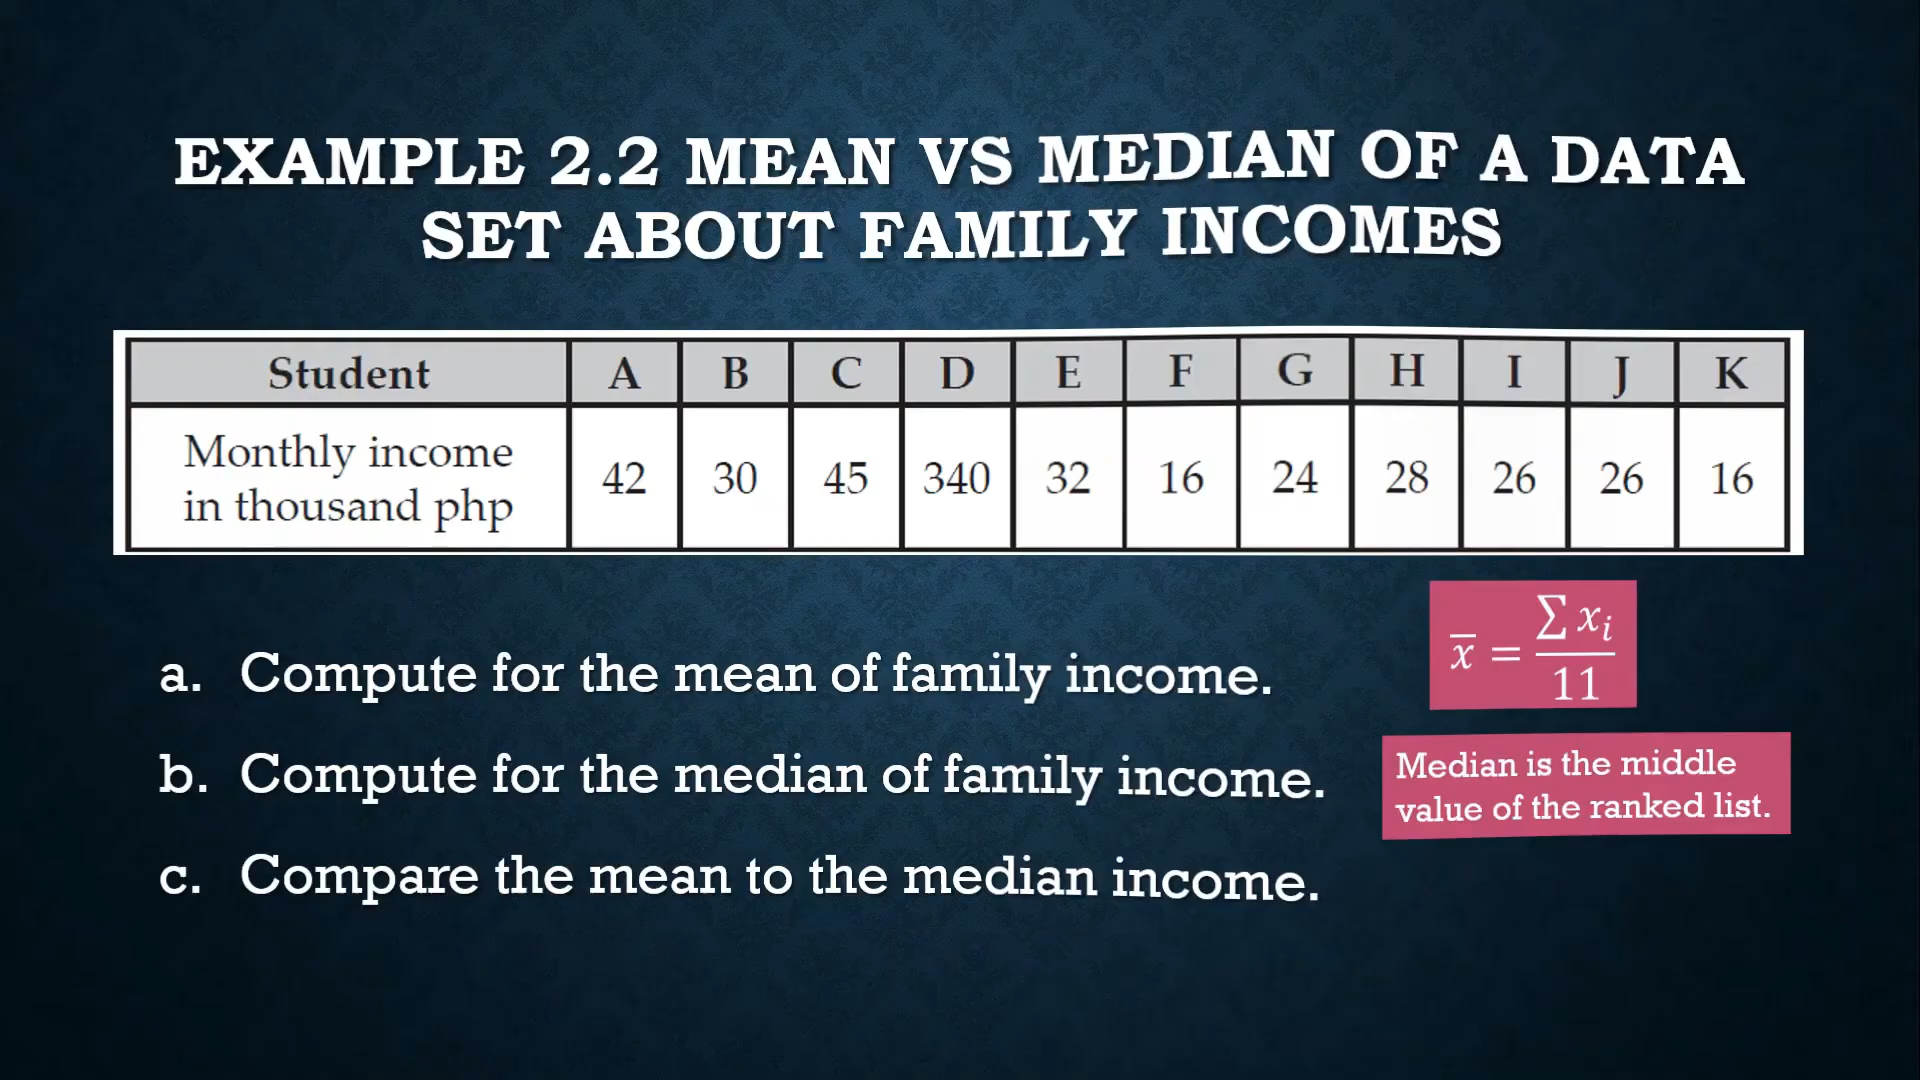 EXAMPLE 2.2 MEAN VS MEDIAN OF A DATA
SET ABOUT FAMILY INCOMES
Student A B C D E F G H I J K
Monthly income
in thousand php 42 30 45 340 32 16 24 28 26 26 16
a. Compute for the mean of family income.
x̅ = ∑ xᵢ / 11
b. Compute for the median of family income.
Median is the middle
value of the ranked list.
c. Compare the mean to the median income.